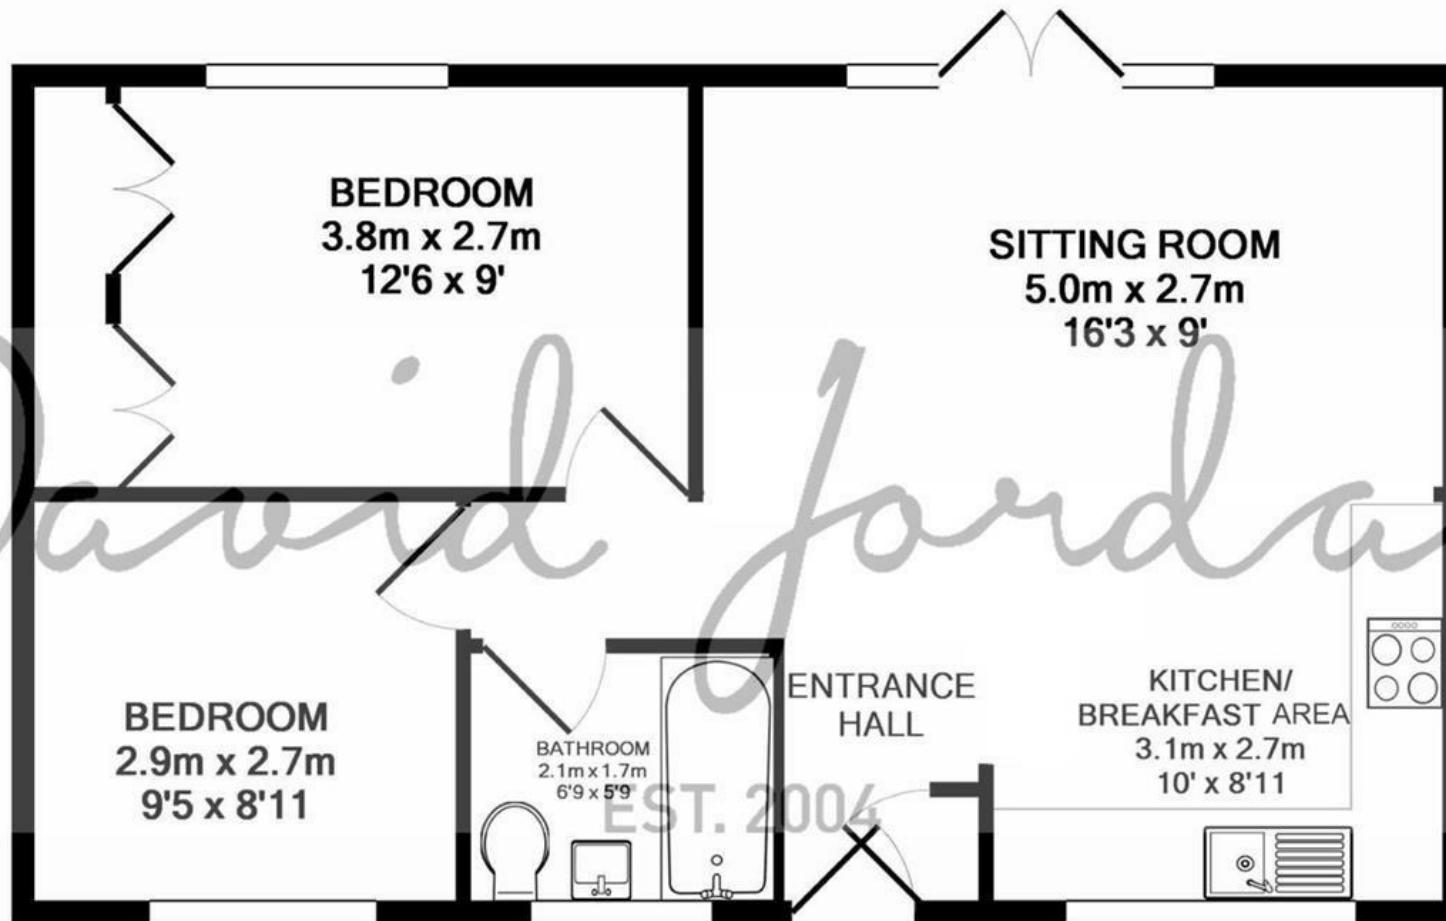 BEDROOM
3.8m x 2.7m
12'6 x 9'
SITTING ROOM
5.0m x 2.7m
16'3 x 9'
David Jorda
BEDROOM
2.9m x 2.7m
9'5 x 8'11
BATHROOM
2.1m x 1.7m
6'9 x 5'9
ENTRANCE
HALL
KITCHEN/
BREAKFAST AREA
3.1m x 2.7m
10' x 8'11
EST. 2004